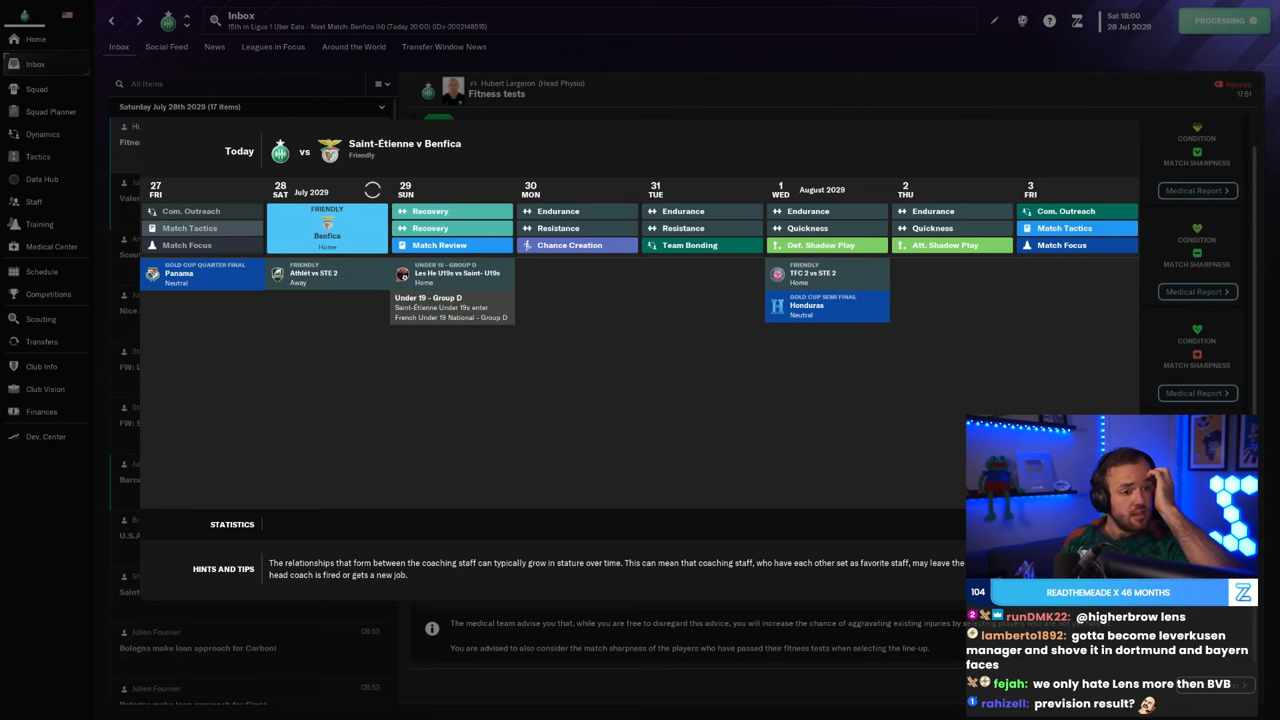 Inbox
15th in Ligue 1 Uber Eats - Next Match: Benfica (H) (Today 20:00) (ID:r-2002148515)
Sat 18:00
28 Jul 2029
PROCESSING
Inbox
Social Feed
News
Leagues in Focus
Around the World
Transfer Window News
Home
Inbox
Squad
Squad Planner
Dynamics
Tactics
Data Hub
Staff
Training
Medical Center
Schedule
Competitions
Scouting
Transfers
Club Info
Club Vision
Finances
Dev. Center
All Items
Saturday July 28th 2029 (17 items)
Hubert Largeron (Head Physio)
Fitness tests
Injuries
17:51
Today
vs
Saint-Étienne v Benfica
Friendly
27
FRI
28
SAT July 2029
29
SUN
30
MON
31
TUE
1
WED August 2029
2
THU
3
FRI
Com. Outreach
Match Tactics
Match Focus
FRIENDLY
Benfica
Home
Recovery
Recovery
Match Review
Endurance
Resistance
Chance Creation
Endurance
Resistance
Team Bonding
Endurance
Quickness
Def. Shadow Play
Endurance
Quickness
Att. Shadow Play
Com. Outreach
Match Tactics
Match Focus
GOLD CUP QUARTER FINAL
Panama
Neutral
FRIENDLY
Athlét vs STE 2
Away
UNDER 19 - GROUP D
Les He U19s vs Saint- U19s
Home
Under 19 - Group D
Saint-Étienne Under 19s enter
French Under 19 National - Group D
FRIENDLY
TFC 2 vs STE 2
Home
GOLD CUP SEMI FINAL
Honduras
Neutral
CONDITION
MATCH SHARPNESS
Medical Report
CONDITION
MATCH SHARPNESS
Medical Report
CONDITION
MATCH SHARPNESS
Medical Report
STATISTICS
HINTS AND TIPS
The relationships that form between the coaching staff can typically grow in stature over time. This can mean that coaching staff, who have each other set as favorite staff, may leave the
head coach is fired or gets a new job.
Julien Fournier
08:53
Bologna make loan approach for Carboni
Julien Fournier
08:53
The medical team advise you that, while you are free to disregard this advice, you will increase the chance of aggravating existing injuries by selecting
You are advised to also consider the match sharpness of the players who have passed their fitness tests when selecting the line-up.
104
READTHEMEADE X 46 MONTHS
runDMK22: @higherbrow lens
lamberto1892: gotta become leverkusen
manager and shove it in dortmund and bayern
faces
fejah: we only hate Lens more then BVB
rahizell: prevision result?